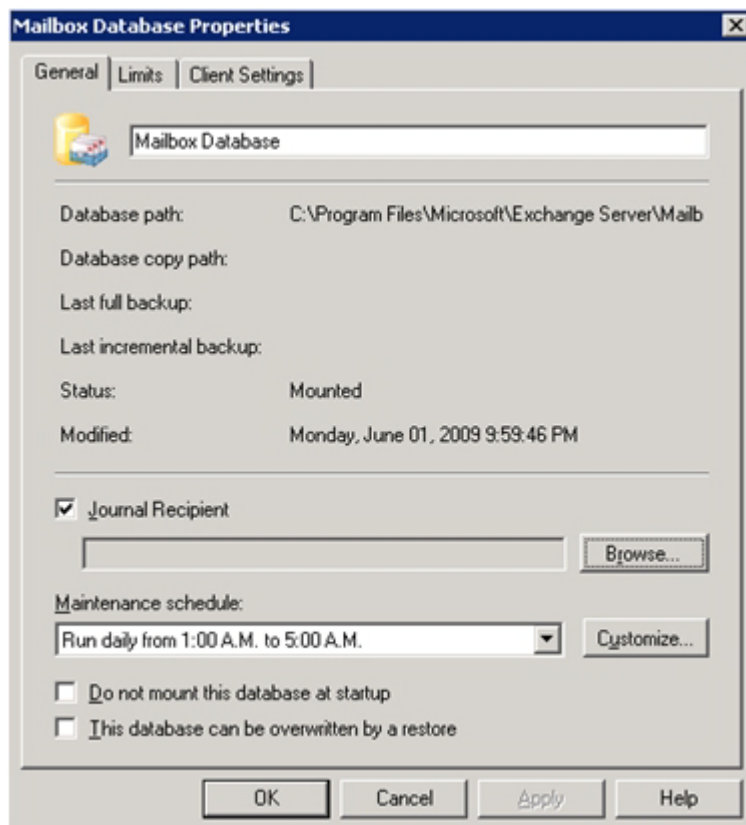 Mailbox Database Properties
General Limits Client Settings
Mailbox Database
Database path: C:\Program Files\Microsoft\Exchange Server\Mailb
Database copy path:
Last full backup:
Last incremental backup:
Status: Mounted
Modified: Monday, June 01, 2009 9:59:46 PM
Journal Recipient
Browse...
Maintenance schedule:
Run daily from 1:00 A.M. to 5:00 A.M. Customize...
Do not mount this database at startup
This database can be overwritten by a restore
OK Cancel Apply Help